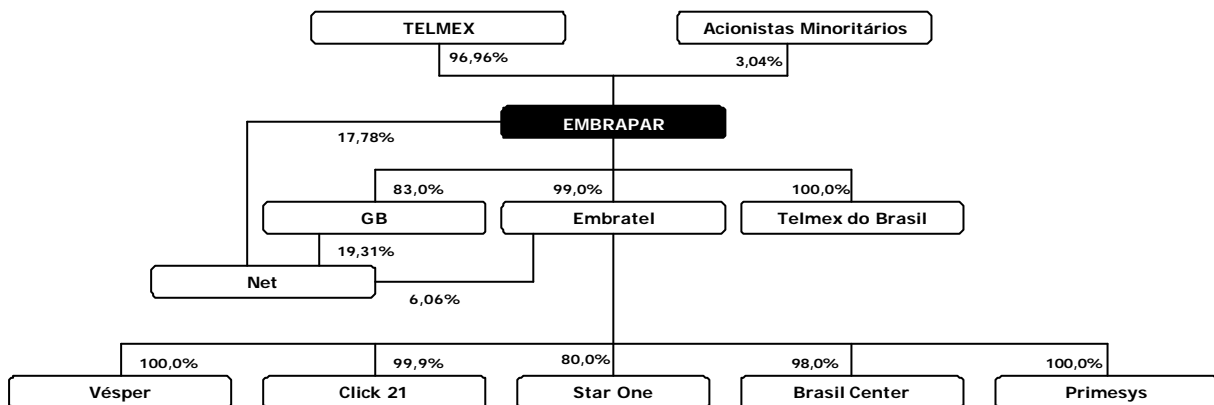 TELMEX
Acionistas Minoritários
96,96%
3,04%
EMBRAPAR
17,78%
83,0%
99,0%
100,0%
GB
Embratel
Telmex do Brasil
19,31%
Net
6,06%
100,0%
99,9%
80,0%
98,0%
100,0%
Vésper
Click 21
Star One
Brasil Center
Primesys